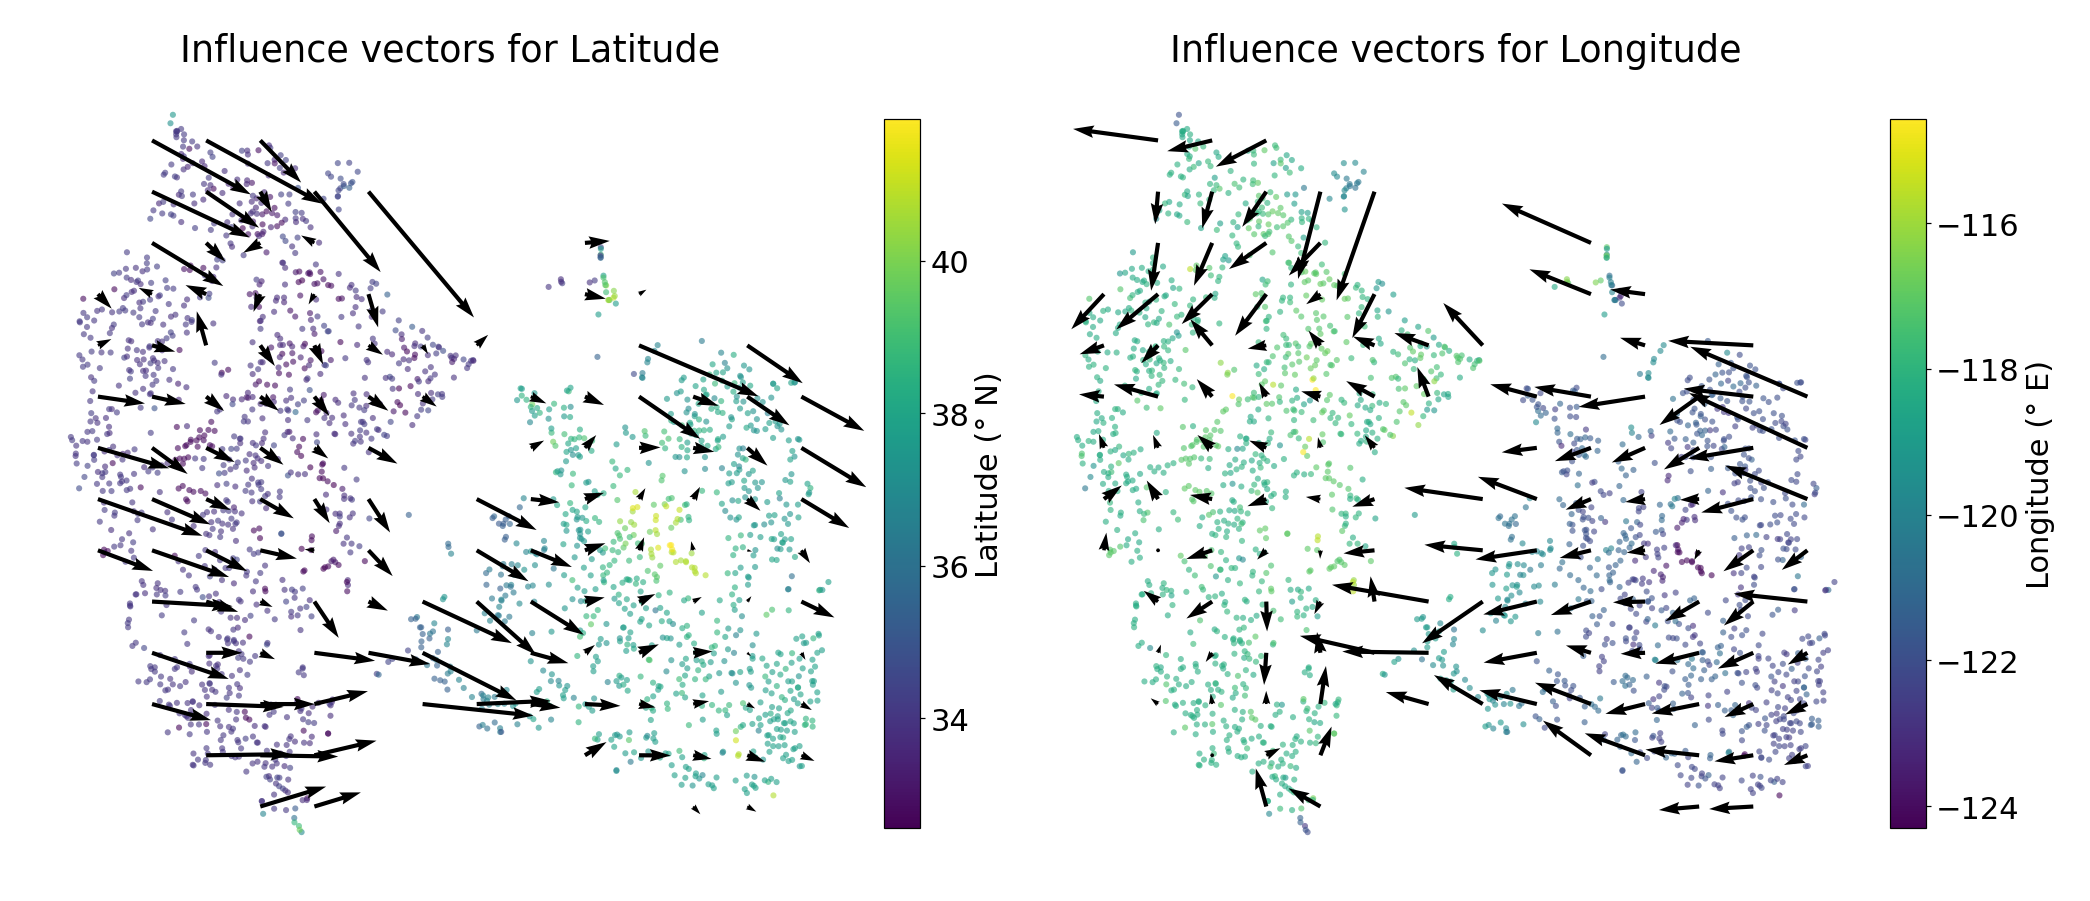 Influence vectors for Latitude
Influence vectors for Longitude
40
38
36
34
Latitude (° N)
−116
−118
−120
−122
−124
Longitude (° E)